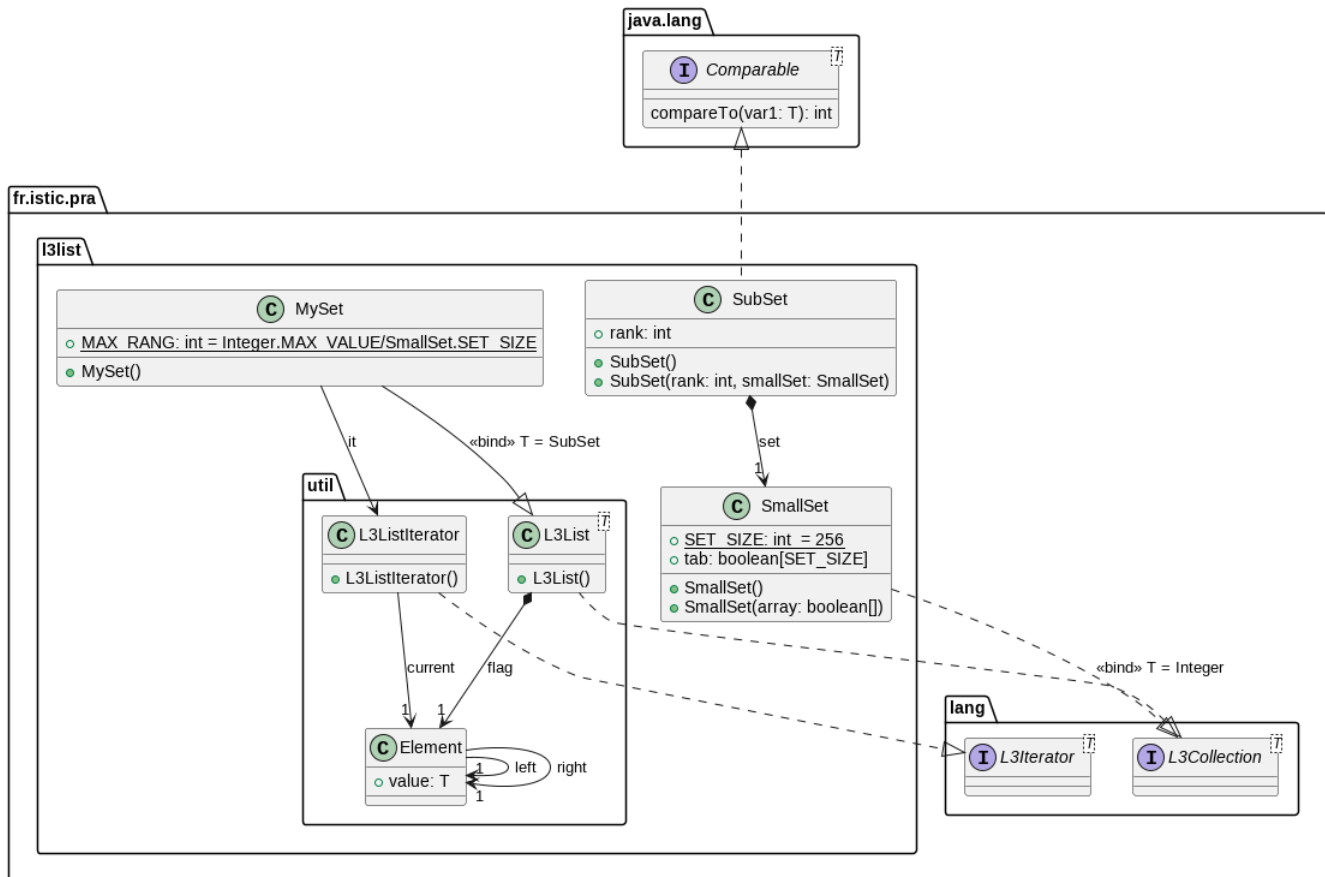 java.lang
T
I Comparable
compareTo(var1: T): int
fr.istic.pra
l3list
C MySet
MAX_RANG: int = Integer.MAX_VALUE/SmallSet.SET_SIZE
MySet()
C SubSet
rank: int
SubSet()
SubSet(rank: int, smallSet: SmallSet)
it
«bind» T = SubSet
set
1
util
C L3ListIterator
L3ListIterator()
C L3List
T
L3List()
C SmallSet
SET_SIZE: int = 256
tab: boolean[SET_SIZE]
SmallSet()
SmallSet(array: boolean[])
current
flag
«bind» T = Integer
1
1
C Element
value: T
1
left
right
1
lang
I L3Iterator
T
I L3Collection
T